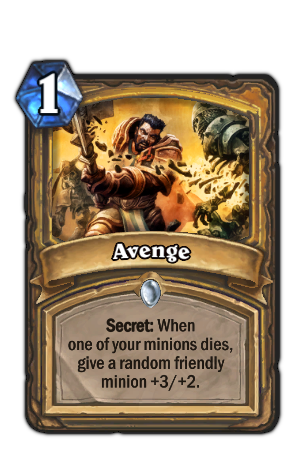 1
Avenge
Secret: When
one of your minions dies,
give a random friendly
minion +3/+2.